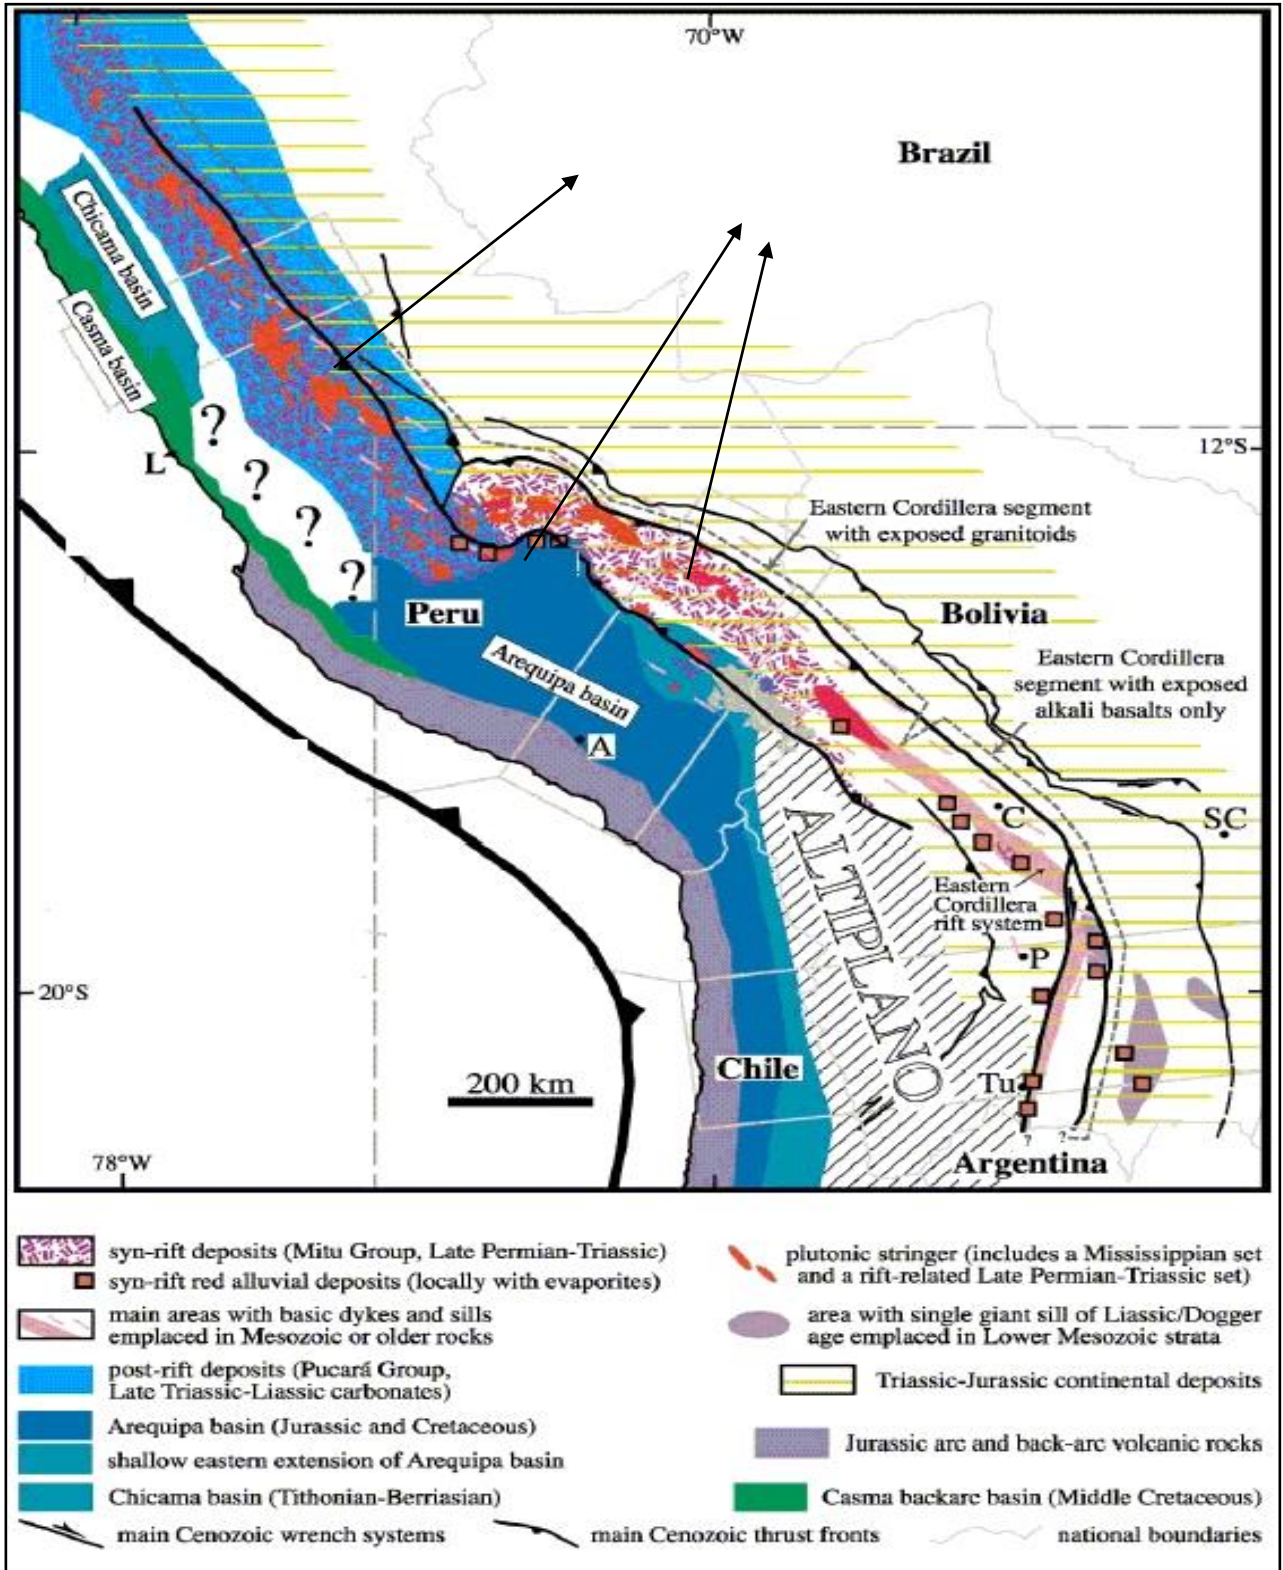 70°W
Brazil
Chicama basin
Casma basin
?
?
?
?
L
12°S
Eastern Cordillera segment
with exposed granitoids
Peru
Bolivia
Arequipa basin
Eastern Cordillera
segment with exposed
alkali basalts only
A
ALTIPLANO
C
SC
Eastern
Cordillera
rift system
P
20°S
Chile
200 km
Tu
78°W
?
?
Argentina
syn-rift deposits (Mitu Group, Late Permian-Triassic)
syn-rift red alluvial deposits (locally with evaporites)
main areas with basic dykes and sills
emplaced in Mesozoic or older rocks
post-rift deposits (Pucará Group,
Late Triassic-Liassic carbonates)
Arequipa basin (Jurassic and Cretaceous)
shallow eastern extension of Arequipa basin
Chicama basin (Tithonian-Berriasian)
main Cenozoic wrench systems
plutonic stringer (includes a Mississippian set
and a rift-related Late Permian-Triassic set)
area with single giant sill of Liassic/Dogger
age emplaced in Lower Mesozoic strata
Triassic-Jurassic continental deposits
Jurassic arc and back-arc volcanic rocks
Casma backarc basin (Middle Cretaceous)
main Cenozoic thrust fronts
national boundaries